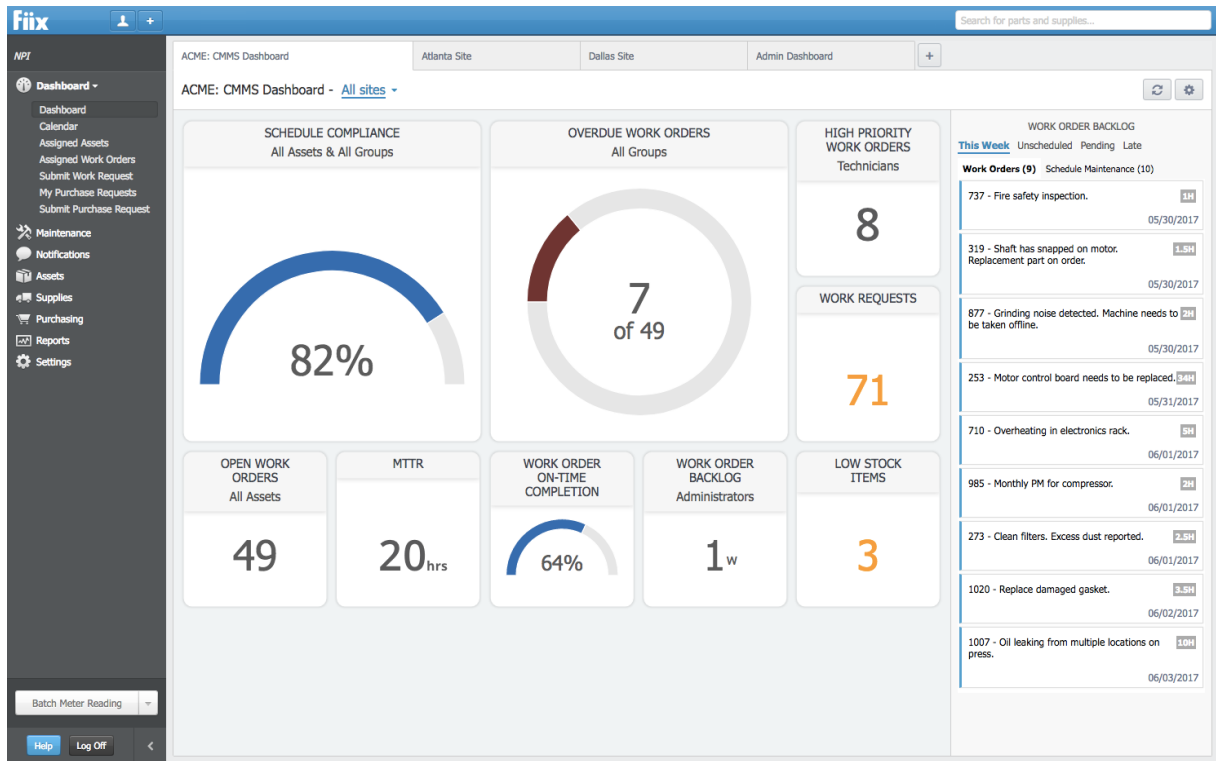 Fiix
Search for parts and supplies...
NPI
Dashboard
Dashboard
Calendar
Assigned Assets
Assigned Work Orders
Submit Work Request
My Purchase Requests
Submit Purchase Request
Maintenance
Notifications
Assets
Supplies
Purchasing
Reports
Settings
Batch Meter Reading
Help
Log Off
ACME: CMMS Dashboard
Atlanta Site
Dallas Site
Admin Dashboard
+
ACME: CMMS Dashboard - All sites
SCHEDULE COMPLIANCE
All Assets & All Groups
82%
OVERDUE WORK ORDERS
All Groups
7
of 49
HIGH PRIORITY
WORK ORDERS
Technicians
8
WORK REQUESTS
71
OPEN WORK
ORDERS
All Assets
49
MTTR
20 hrs
WORK ORDER
ON-TIME
COMPLETION
64%
WORK ORDER
BACKLOG
Administrators
1 w
LOW STOCK
ITEMS
3
WORK ORDER BACKLOG
This Week Unscheduled Pending Late
Work Orders (9) Schedule Maintenance (10)
737 - Fire safety inspection. 1H
05/30/2017
319 - Shaft has snapped on motor. 1.5H
Replacement part on order.
05/30/2017
877 - Grinding noise detected. Machine needs to 2H
be taken offline.
05/30/2017
253 - Motor control board needs to be replaced. 34H
05/31/2017
710 - Overheating in electronics rack. 5H
06/01/2017
985 - Monthly PM for compressor. 2H
06/01/2017
273 - Clean filters. Excess dust reported. 2.5H
06/01/2017
1020 - Replace damaged gasket. 3.5H
06/02/2017
1007 - Oil leaking from multiple locations on 10H
press.
06/03/2017